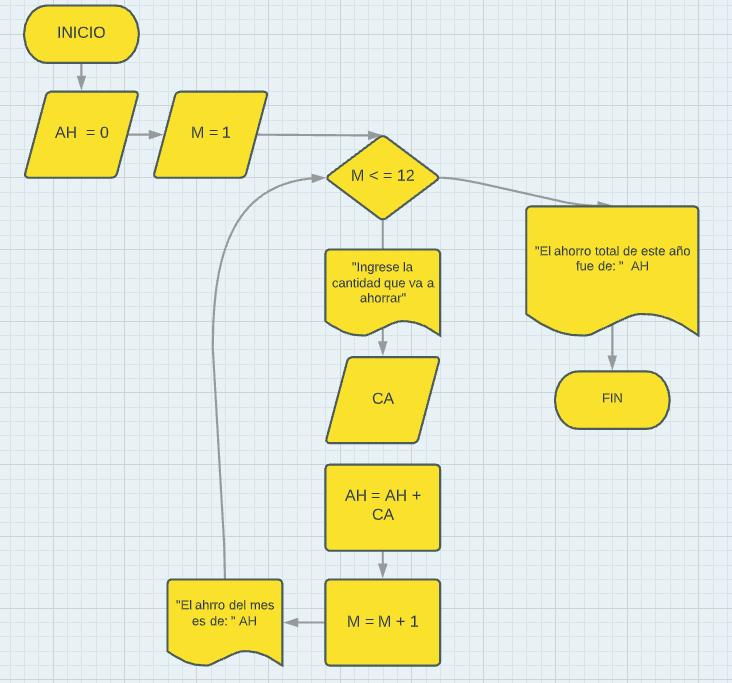 INICIO
AH = 0
M = 1
M < = 12
"Ingrese la
cantidad que va a
ahorrar"
CA
AH = AH +
CA
M = M + 1
"El ahrro del mes
es de: " AH
"El ahorro total de este año
fue de: " AH
FIN